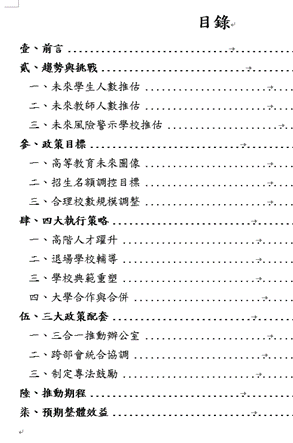 目錄
壹、前言
貳、趨勢與挑戰
一、未來學生人數推估
二、未來教師人數推估
三、未來風險警示學校推估
參、政策目標
一、高等教育未來圖像
二、招生名額調控目標
三、合理校數規模調整
肆、四大執行策略
一、高階人才躍升
二、退場學校輔導
三、學校典範重塑
四、大學合作與合併
伍、三大政策配套
一、三合一推動辦公室
二、跨部會統合協調
三、制定專法鼓勵
陸、推動期程
柒、預期整體效益